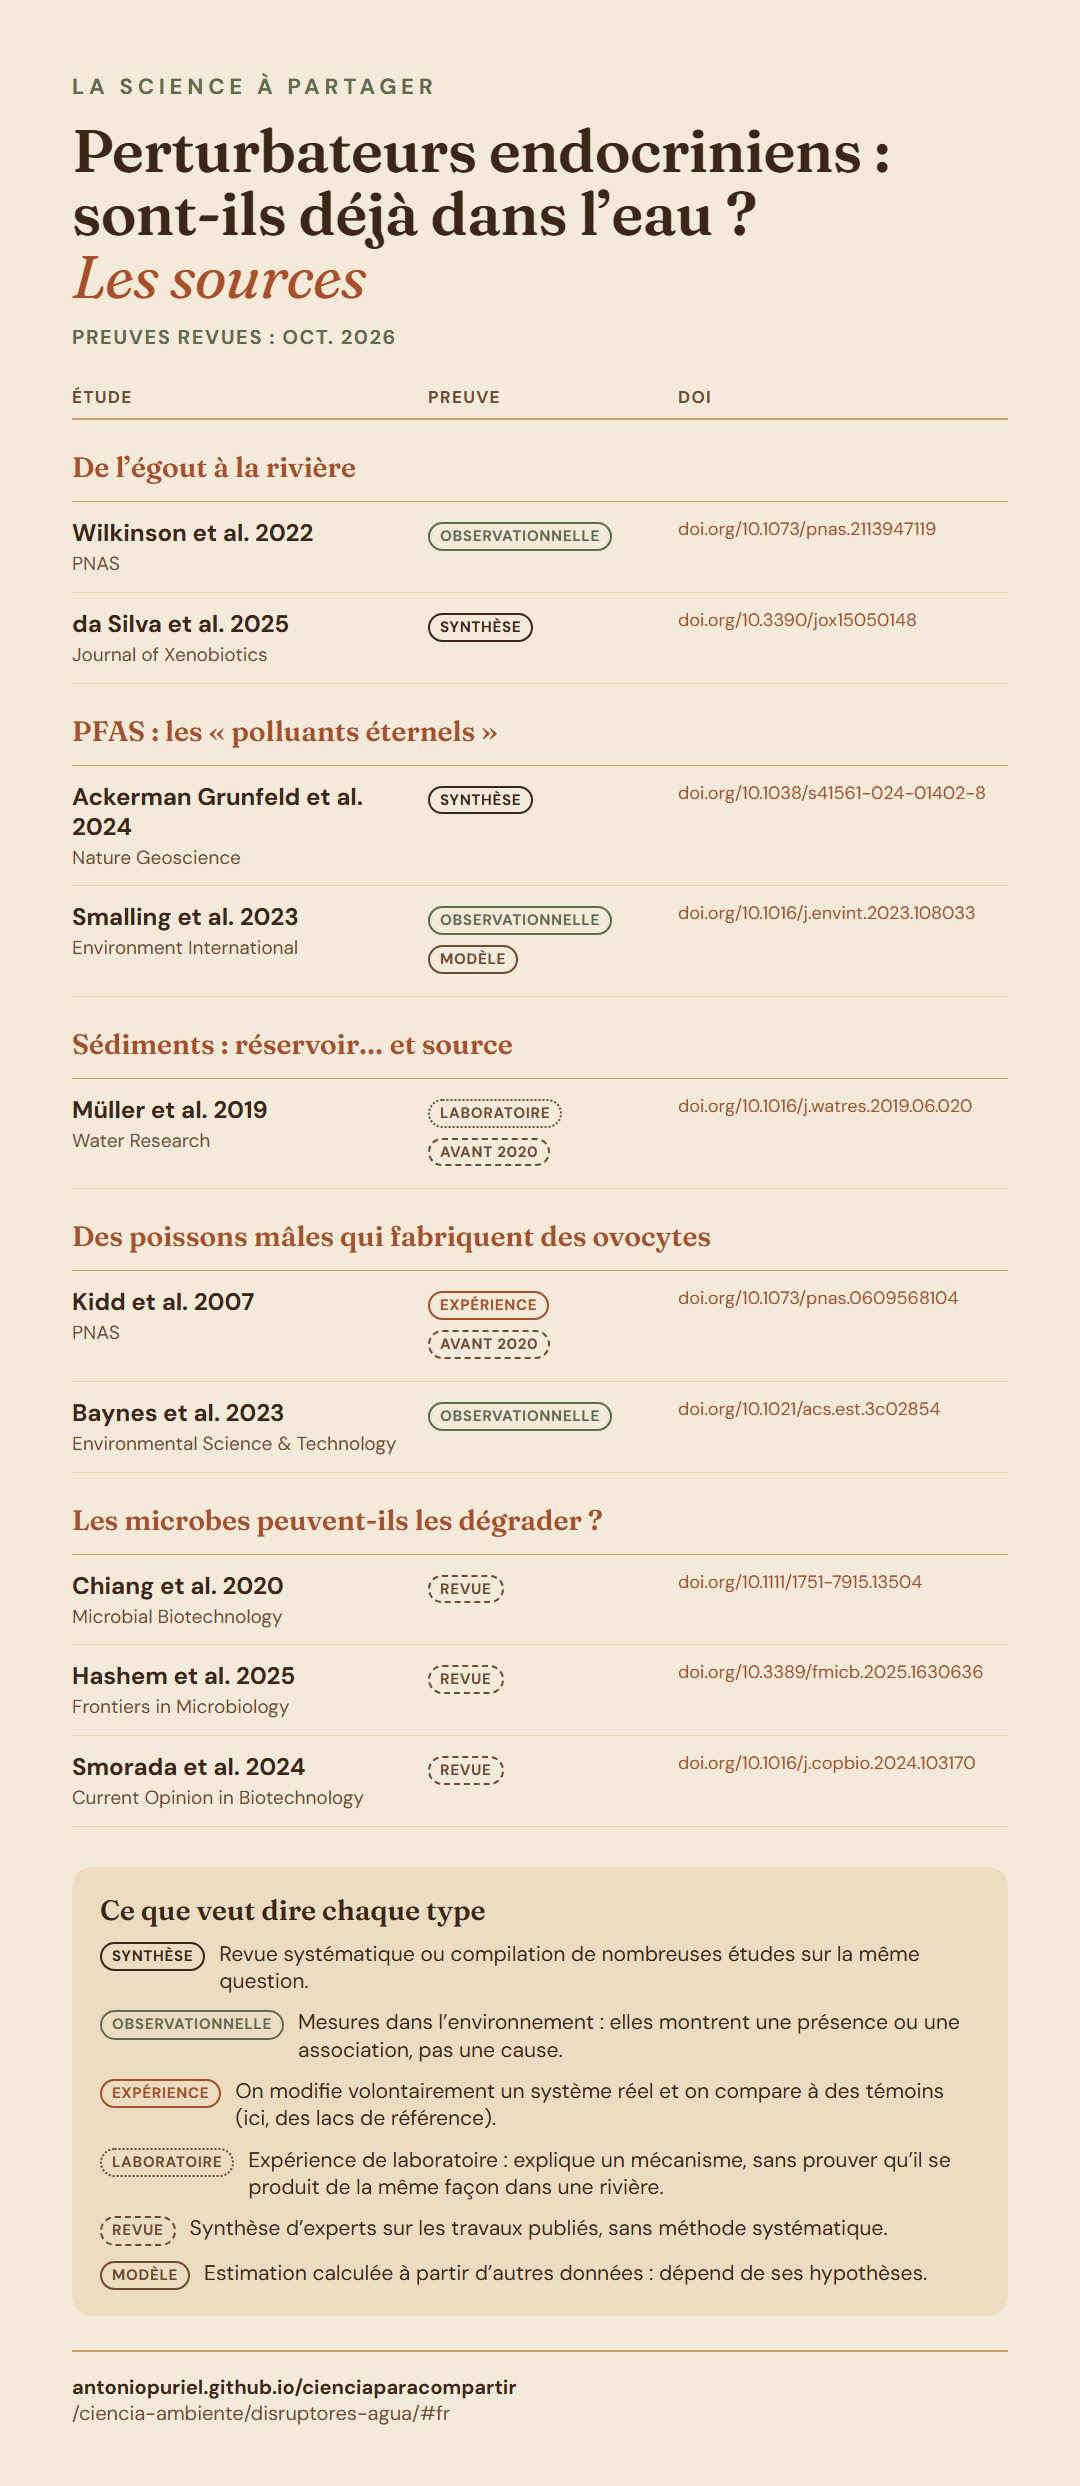 LA SCIENCE À PARTAGER
Perturbateurs endocriniens :
sont-ils déjà dans l’eau ?
Les sources
PREUVES REVUES : OCT. 2026
ÉTUDE PREUVE DOI
De l’égout à la rivière
Wilkinson et al. 2022 OBSERVATIONNELLE doi.org/10.1073/pnas.2113947119
PNAS
da Silva et al. 2025 SYNTHÈSE doi.org/10.3390/jox15050148
Journal of Xenobiotics
PFAS : les « polluants éternels »
Ackerman Grunfeld et al. SYNTHÈSE doi.org/10.1038/s41561-024-01402-8
2024
Nature Geoscience
Smalling et al. 2023 OBSERVATIONNELLE doi.org/10.1016/j.envint.2023.108033
Environment International MODÈLE
Sédiments : réservoir… et source
Müller et al. 2019 LABORATOIRE doi.org/10.1016/j.watres.2019.06.020
Water Research AVANT 2020
Des poissons mâles qui fabriquent des ovocytes
Kidd et al. 2007 EXPÉRIENCE doi.org/10.1073/pnas.0609568104
PNAS AVANT 2020
Baynes et al. 2023 OBSERVATIONNELLE doi.org/10.1021/acs.est.3c02854
Environmental Science & Technology
Les microbes peuvent-ils les dégrader ?
Chiang et al. 2020 REVUE doi.org/10.1111/1751-7915.13504
Microbial Biotechnology
Hashem et al. 2025 REVUE doi.org/10.3389/fmicb.2025.1630636
Frontiers in Microbiology
Smorada et al. 2024 REVUE doi.org/10.1016/j.copbio.2024.103170
Current Opinion in Biotechnology
Ce que veut dire chaque type
SYNTHÈSE Revue systématique ou compilation de nombreuses études sur la même
question.
OBSERVATIONNELLE Mesures dans l’environnement : elles montrent une présence ou une
association, pas une cause.
EXPÉRIENCE On modifie volontairement un système réel et on compare à des témoins
(ici, des lacs de référence).
LABORATOIRE Expérience de laboratoire : explique un mécanisme, sans prouver qu’il se
produit de la même façon dans une rivière.
REVUE Synthèse d’experts sur les travaux publiés, sans méthode systématique.
MODÈLE Estimation calculée à partir d’autres données : dépend de ses hypothèses.
antoniopuriel.github.io/cienciaparacompartir
/ciencia-ambiente/disruptores-agua/#fr